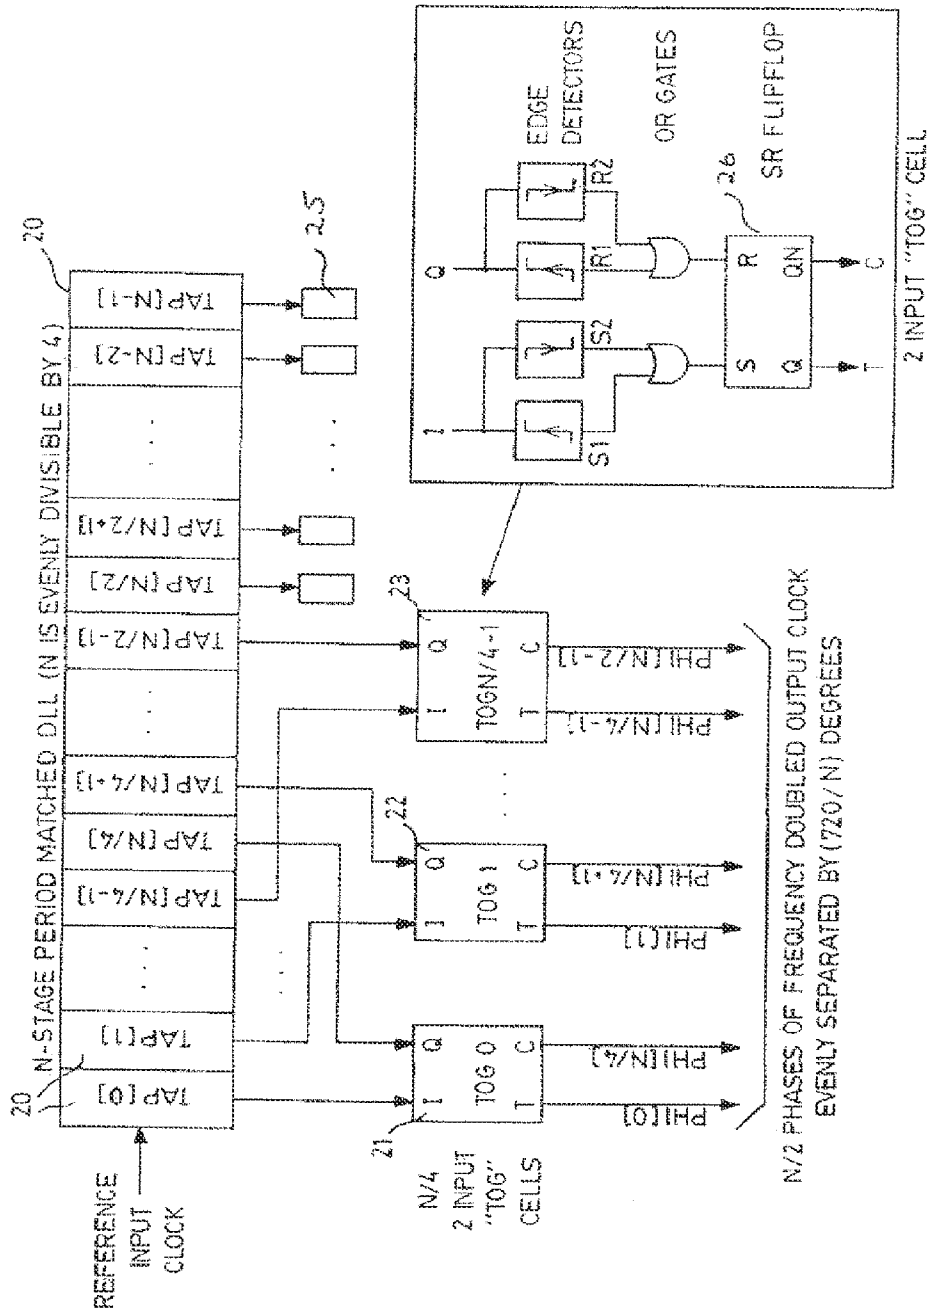 N-STAGE PERIOD MATCHED DLL (N IS EVENLY DIVISIBLE BY 4)
20
20
REFERENCE
INPUT
CLOCK
TAP[0]
TAP[1]
...
TAP[N/4-1]
TAP[N/4]
TAP[N/4+1]
...
TAP[N/2-1]
TAP[N/2]
TAP[N/2+1]
...
TAP[N-2]
TAP[N-1]
...
...
25
N/4
2 INPUT
"TOG"
CELLS
21
I Q
TOG 0
T C
22
I Q
TOG 1
T C
...
23
I Q
TOGN/4-1
T C
PHI[0]
PHI[N/4]
PHI[1]
PHI[N/4+1]
PHI[N/4-1]
PHI[N/2-1]
N/2 PHASES OF FREQUENCY DOUBLED OUTPUT CLOCK
EVENLY SEPARATED BY (720/N) DEGREES
I Q
EDGE
DETECTORS
S1 S2 R1 R2
OR GATES
26
SR FLIPFLOP
S R
Q QN
T C
2 INPUT "TOG" CELL